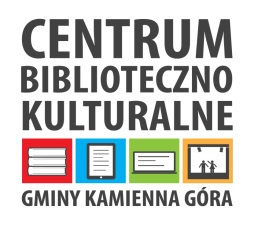 CENTRUM
BIBLIOTECZNO
KULTURALNE
GMINY KAMIENNA GÓRA